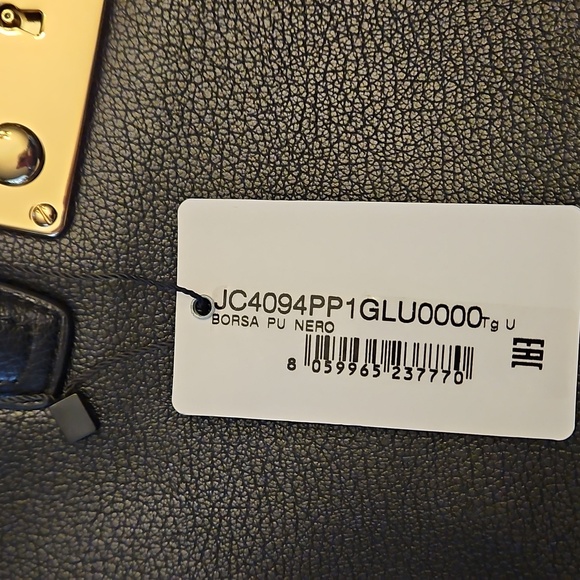 JC4094PP1GLU0000 Tg U
BORSA PU NERO
EAC
8 059965 237770